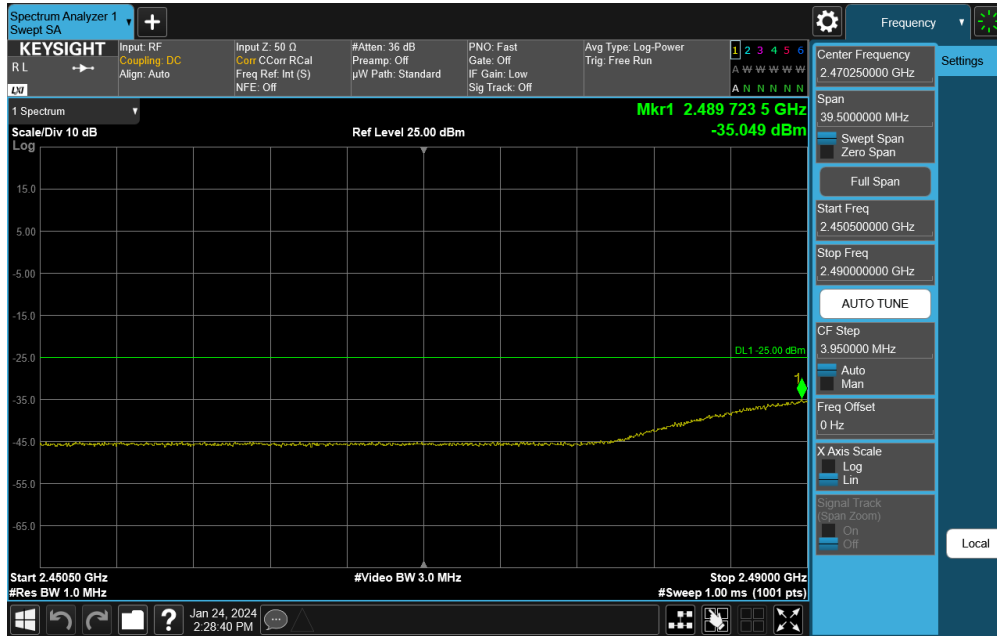 Spectrum Analyzer 1
Swept SA
Frequency
KEYSIGHT
R L
LXI
Input: RF
Coupling: DC
Align: Auto
Input Z: 50 Ω
Corr CCorr RCal
Freq Ref: Int (S)
NFE: Off
#Atten: 36 dB
Preamp: Off
µW Path: Standard
PNO: Fast
Gate: Off
IF Gain: Low
Sig Track: Off
Avg Type: Log-Power
Trig: Free Run
1 2 3 4 5 6
A W W W W W
A N N N N N
1 Spectrum
Scale/Div 10 dB
Log
Ref Level 25.00 dBm
Mkr1 2.489 723 5 GHz
-35.049 dBm
15.0
5.00
-5.00
-15.0
-25.0
-35.0
-45.0
-55.0
-65.0
DL1 -25.00 dBm
1
Start 2.45050 GHz
#Res BW 1.0 MHz
#Video BW 3.0 MHz
Stop 2.49000 GHz
#Sweep 1.00 ms (1001 pts)
Jan 24, 2024
2:28:40 PM
Center Frequency
2.470250000 GHz
Span
39.5000000 MHz
Swept Span
Zero Span
Full Span
Start Freq
2.450500000 GHz
Stop Freq
2.490000000 GHz
AUTO TUNE
CF Step
3.950000 MHz
Auto
Man
Freq Offset
0 Hz
X Axis Scale
Log
Lin
Signal Track
(Span Zoom)
On
Off
Settings
Local